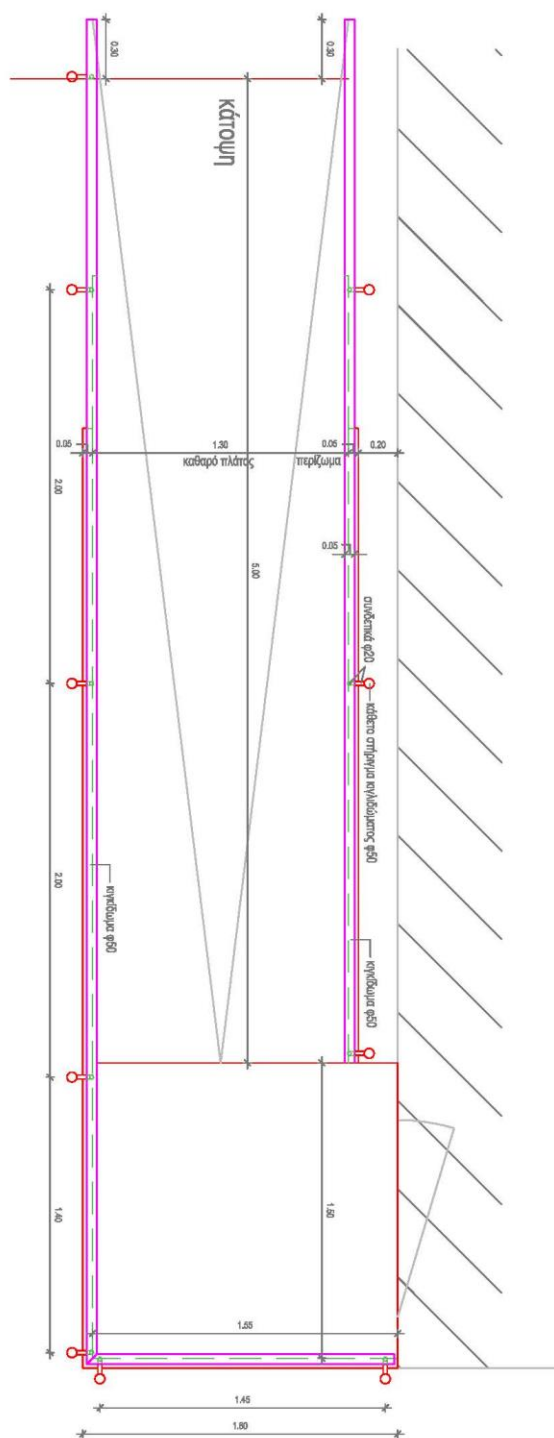 0.30
0.30
κάτοψη
0.05
1.30
0.05
0.20
καθαρό πλάτος
περίζωμα
2.00
5.00
0.05
συνδετικά φ20
κάθετο στήριγμα κιγκλιδώματος φ50
2.00
κιγκλίδωμα φ50
κιγκλίδωμα φ50
1.40
1.50
1.55
1.45
1.60